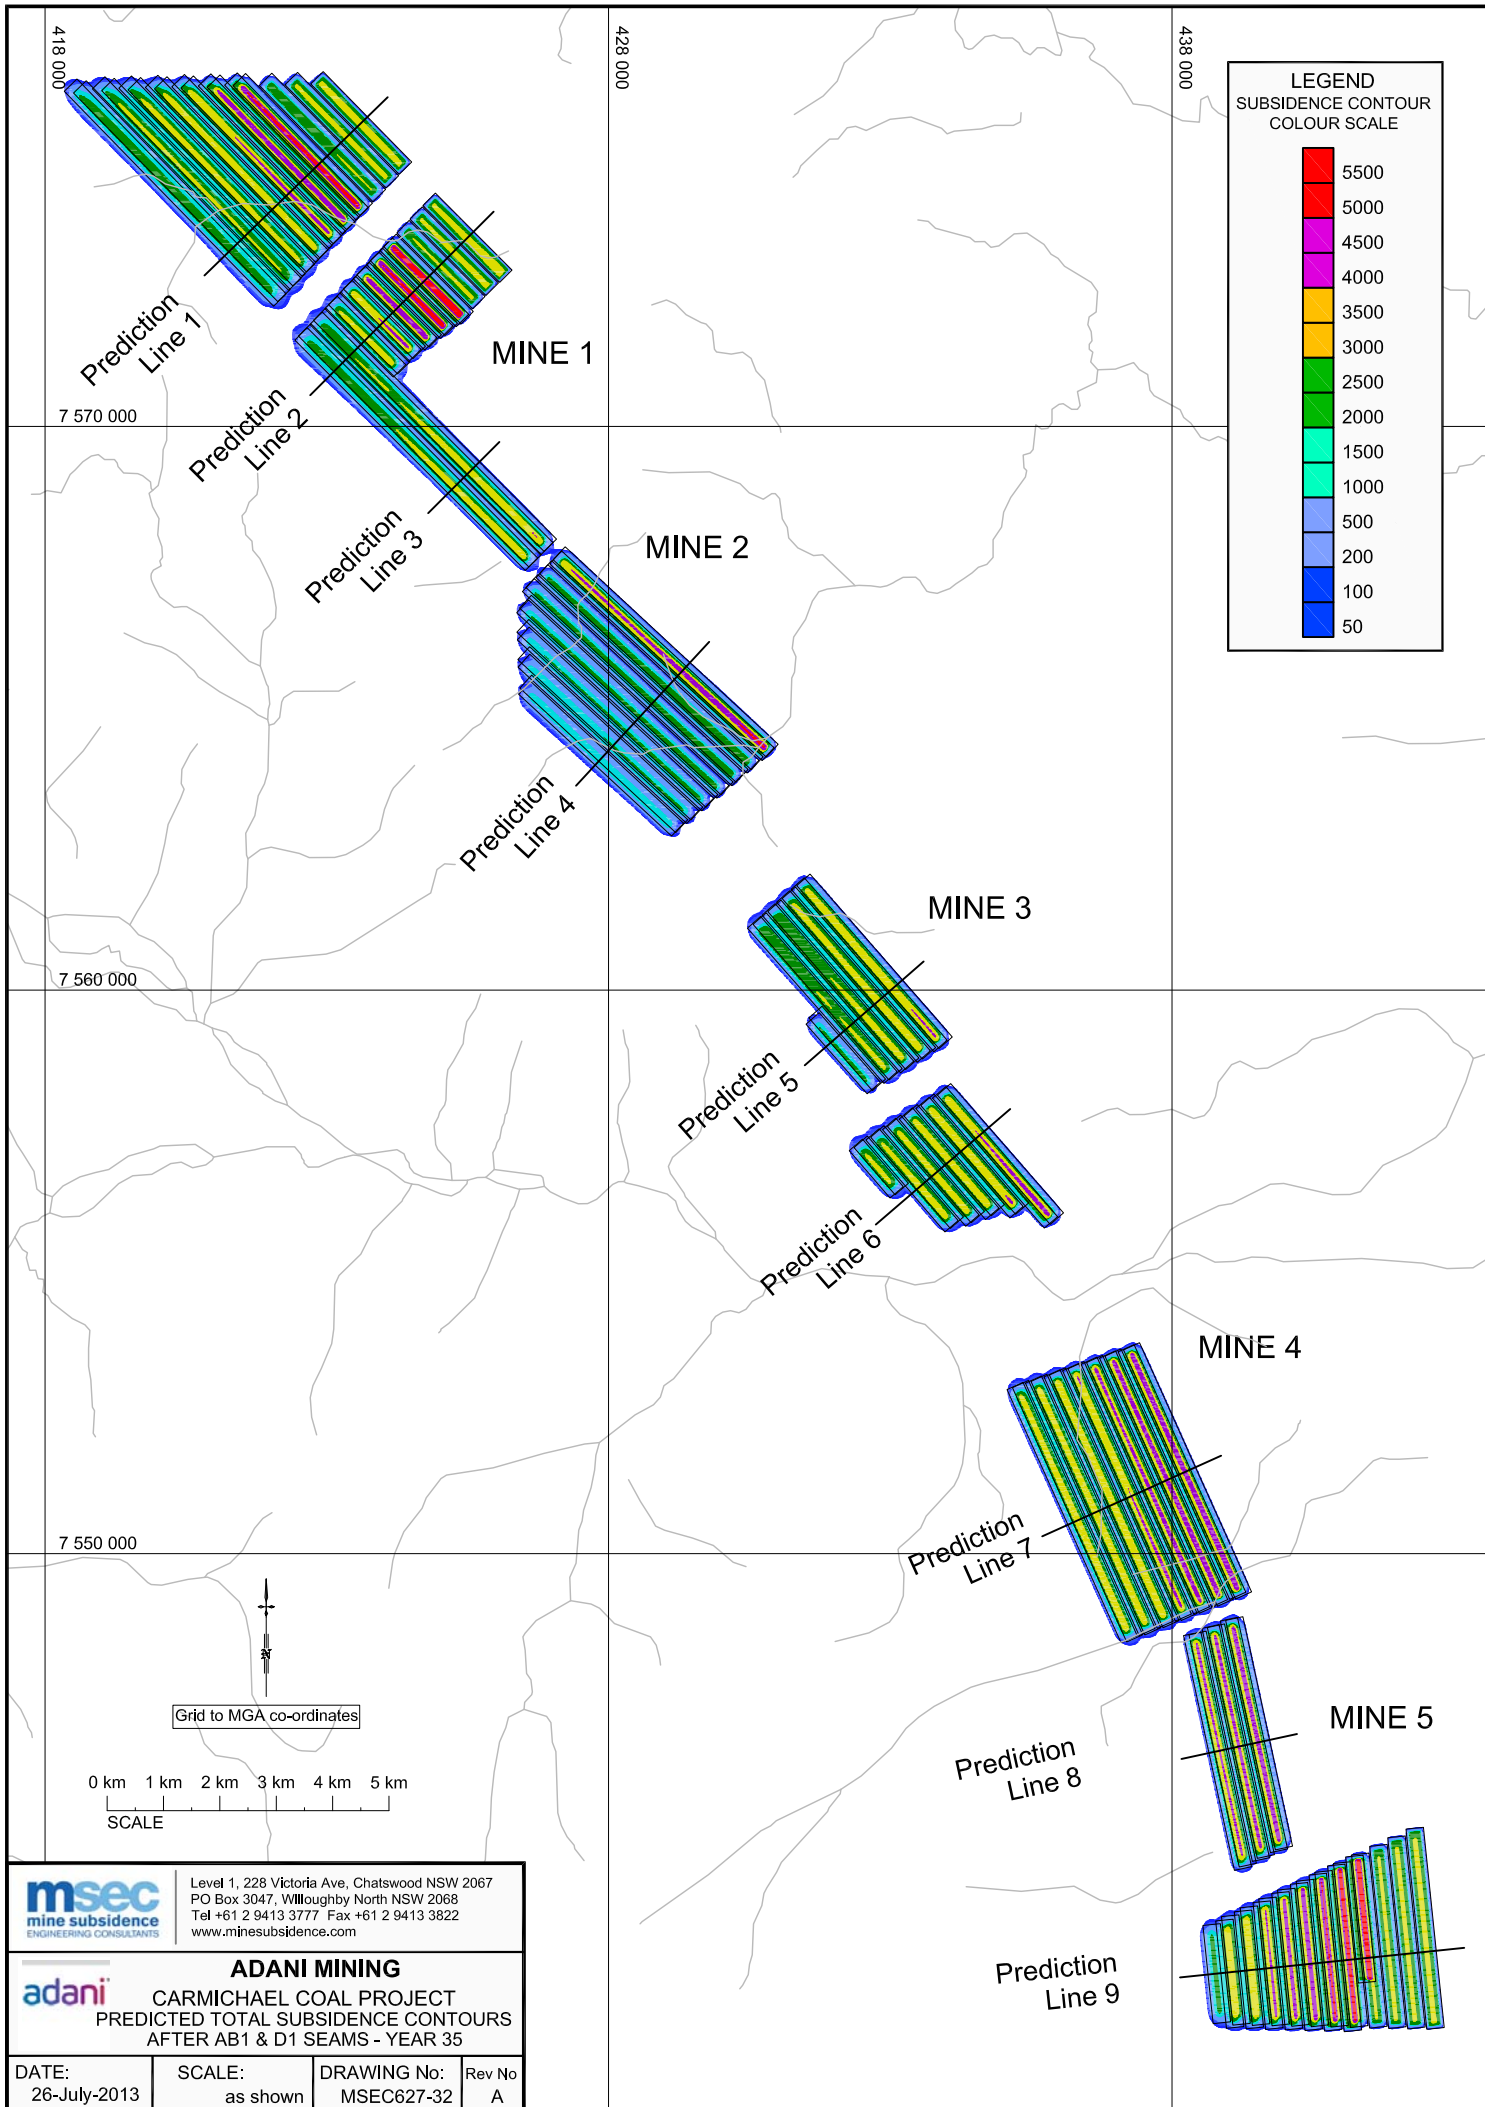 418 000
428 000
438 000
LEGEND
SUBSIDENCE CONTOUR
COLOUR SCALE
5500
5000
4500
4000
3500
3000
2500
2000
1500
1000
500
200
100
50
Prediction
Line 1
MINE 1
Prediction
Line 2
7 570 000
Prediction
Line 3
MINE 2
Prediction
Line 4
MINE 3
7 560 000
Prediction
Line 5
Prediction
Line 6
MINE 4
Prediction
Line 7
7 550 000
N
Grid to MGA co-ordinates
MINE 5
Prediction
Line 8
0 km 1 km 2 km 3 km 4 km 5 km
SCALE
Prediction
Line 9
msec
mine subsidence
ENGINEERING CONSULTANTS
Level 1, 228 Victoria Ave, Chatswood NSW 2067
PO Box 3047, Willoughby North NSW 2068
Tel +61 2 9413 3777 Fax +61 2 9413 3822
www.minesubsidence.com
adani
ADANI MINING
CARMICHAEL COAL PROJECT
PREDICTED TOTAL SUBSIDENCE CONTOURS
AFTER AB1 & D1 SEAMS - YEAR 35
DATE:
26-July-2013
SCALE:
as shown
DRAWING No:
MSEC627-32
Rev No
A